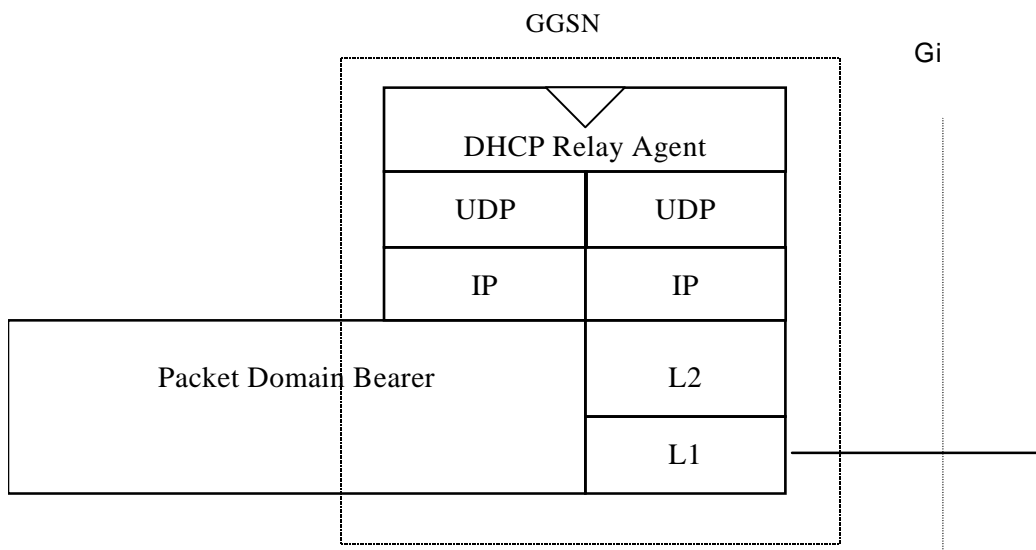 GGSN
Gi
DHCP Relay Agent
UDP UDP
IP IP
Packet Domain Bearer L2
L1